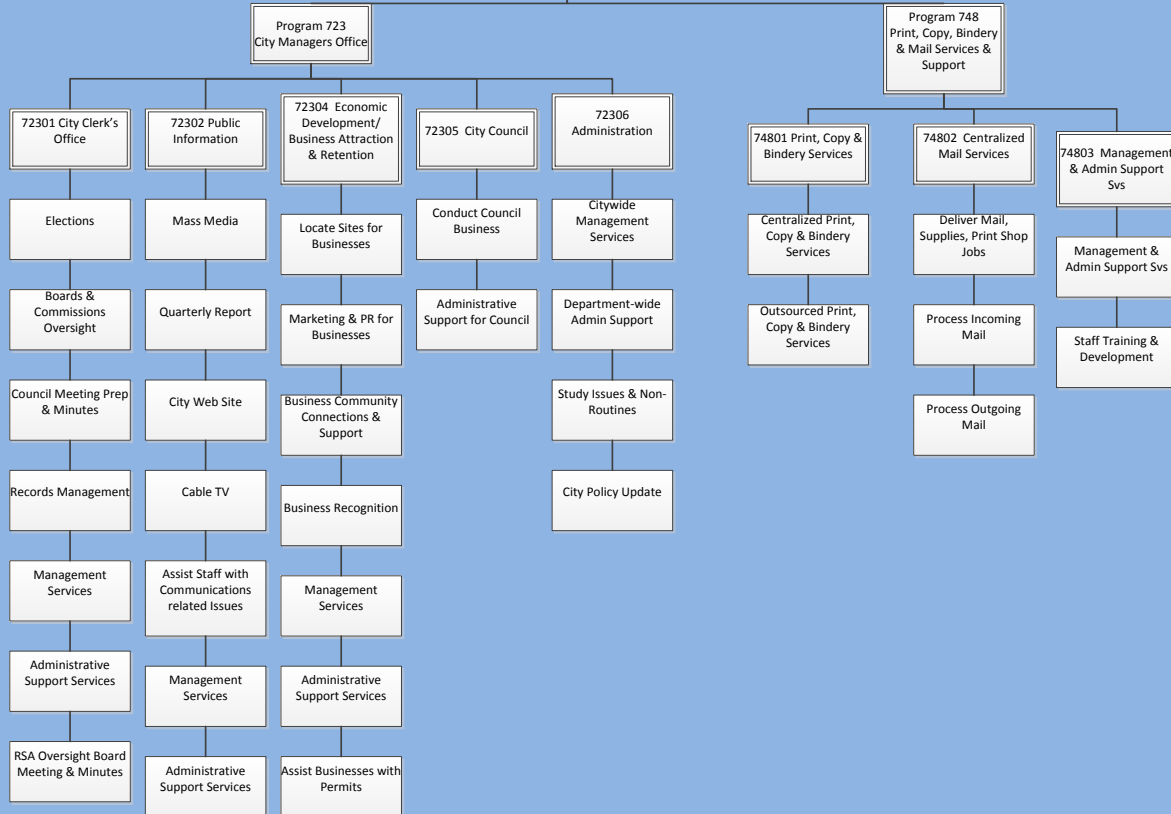 Program 723
City Managers Office
Program 748
Print, Copy, Bindery
& Mail Services &
Support
72301 City Clerk's
Office
72302 Public
Information
72304 Economic
Development/
Business Attraction
& Retention
72305 City Council
72306
Administration
74801 Print, Copy &
Bindery Services
74802 Centralized
Mail Services
74803 Management
& Admin Support
Svs
Elections
Boards &
Commissions
Oversight
Council Meeting Prep
& Minutes
Records Management
Management
Services
Administrative
Support Services
RSA Oversight Board
Meeting & Minutes
Mass Media
Quarterly Report
City Web Site
Cable TV
Assist Staff with
Communications
related Issues
Management
Services
Administrative
Support Services
Locate Sites for
Businesses
Marketing & PR for
Businesses
Business Community
Connections &
Support
Business Recognition
Management
Services
Administrative
Support Services
Assist Businesses with
Permits
Conduct Council
Business
Administrative
Support for Council
Citywide
Management
Services
Department-wide
Admin Support
Study Issues & Non-
Routines
City Policy Update
Centralized Print,
Copy & Bindery
Services
Outsourced Print,
Copy & Bindery
Services
Deliver Mail,
Supplies, Print Shop
Jobs
Process Incoming
Mail
Process Outgoing
Mail
Management &
Admin Support Svs
Staff Training &
Development